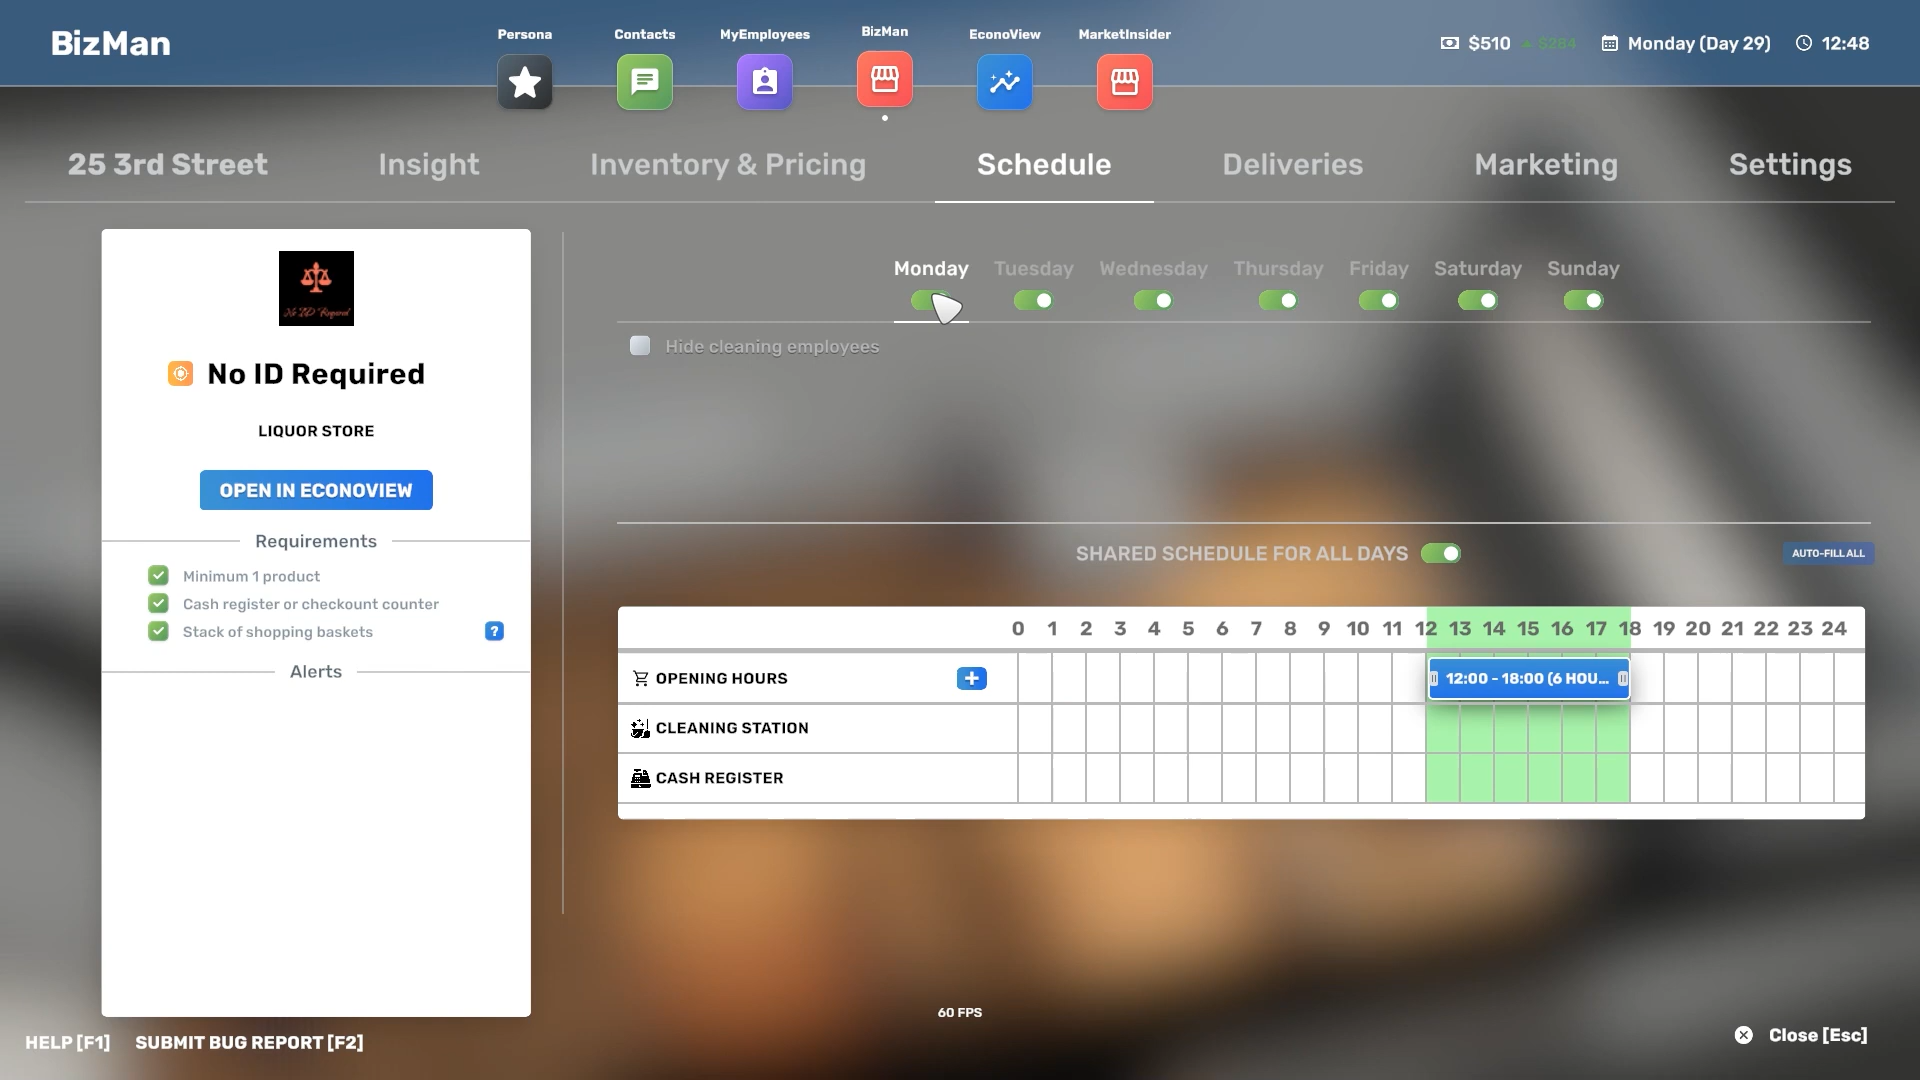 BizMan
Persona
Contacts
MyEmployees
BizMan
EconoView
MarketInsider
$510
$284
Monday (Day 29)
12:48
25 3rd Street
Insight
Inventory & Pricing
Schedule
Deliveries
Marketing
Settings
No ID Required
No ID Required
LIQUOR STORE
OPEN IN ECONOVIEW
Requirements
Minimum 1 product
Cash register or checkount counter
Stack of shopping baskets
?
Alerts
Monday
Tuesday
Wednesday
Thursday
Friday
Saturday
Sunday
Hide cleaning employees
SHARED SCHEDULE FOR ALL DAYS
AUTO-FILL ALL
0 1 2 3 4 5 6 7 8 9 10 11 12 13 14 15 16 17 18 19 20 21 22 23 24
OPENING HOURS
12:00 - 18:00 (6 HOU...
CLEANING STATION
CASH REGISTER
60 FPS
HELP [F1]
SUBMIT BUG REPORT [F2]
Close [Esc]